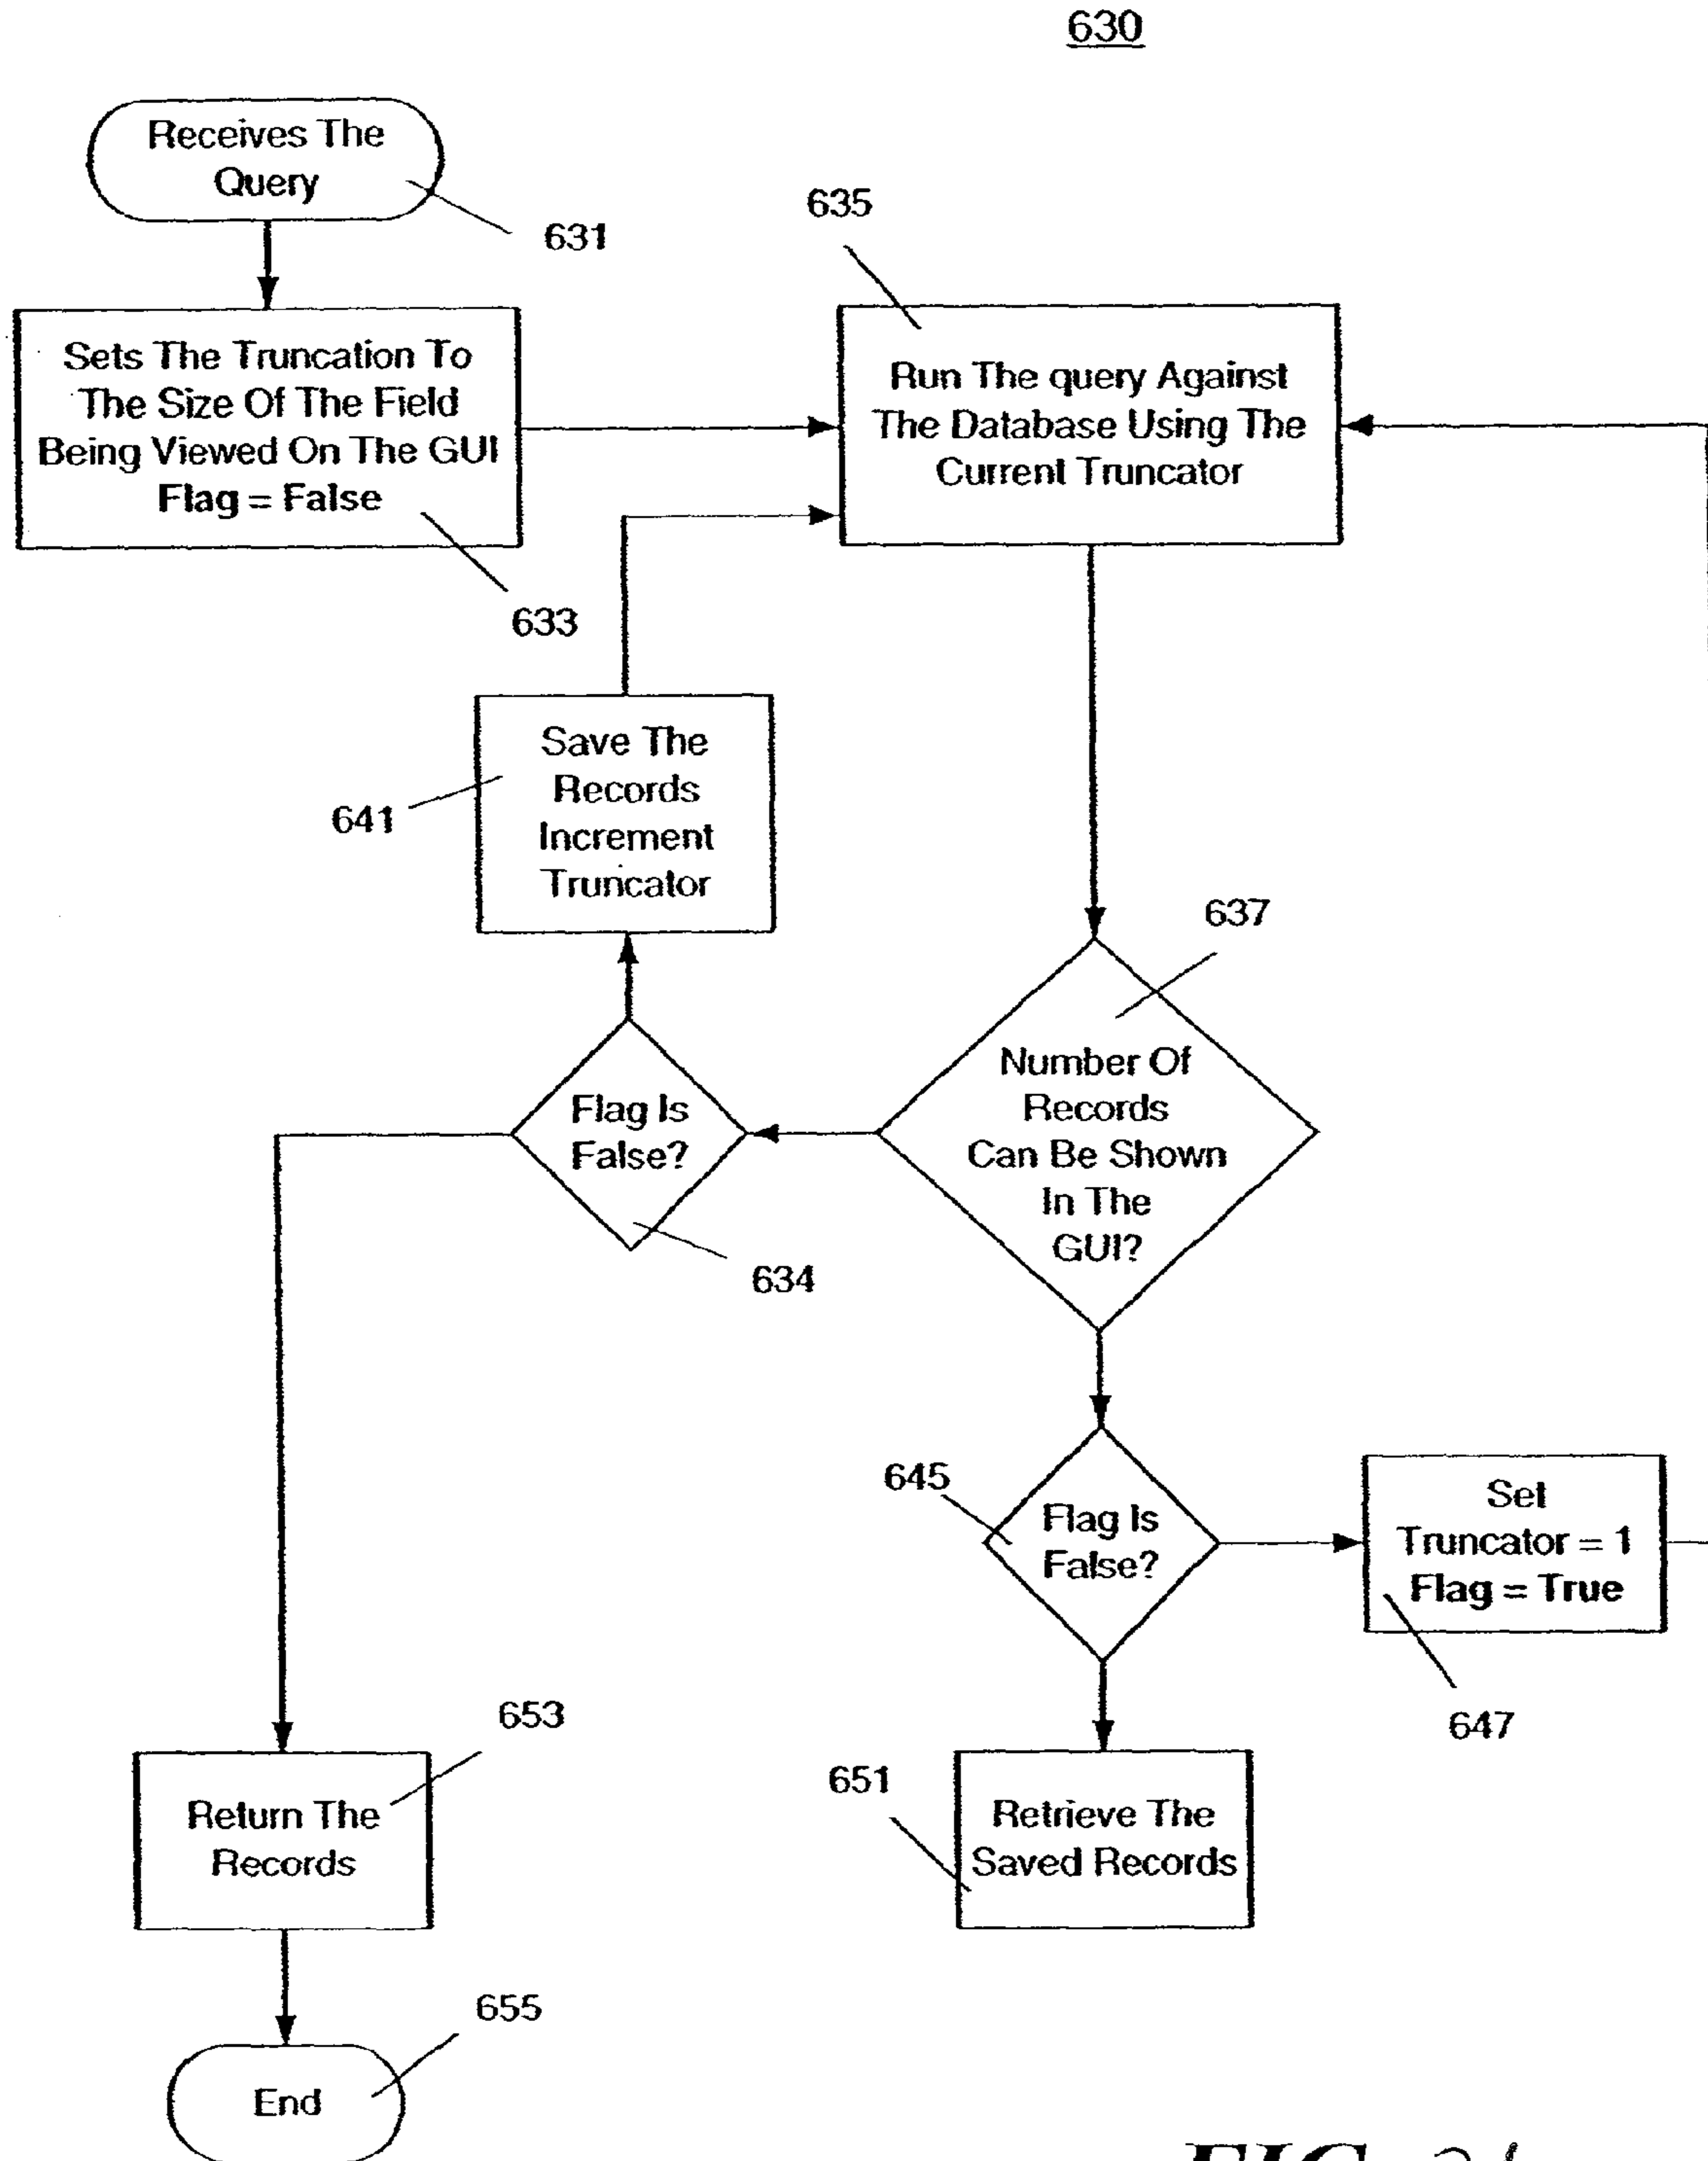 630
Receives The
Query
631
635
Sets The Truncation To
The Size Of The Field
Being Viewed On The GUI
Flag = False
633
Run The query Against
The Database Using The
Current Truncator
Save The
Records
Increment
Truncator
641
637
Number Of
Records
Can Be Shown
In The
GUI?
Flag Is
False?
634
645
Flag Is
False?
Set
Truncator = 1
Flag = True
647
653
Return The
Records
651
Retrieve The
Saved Records
655
End